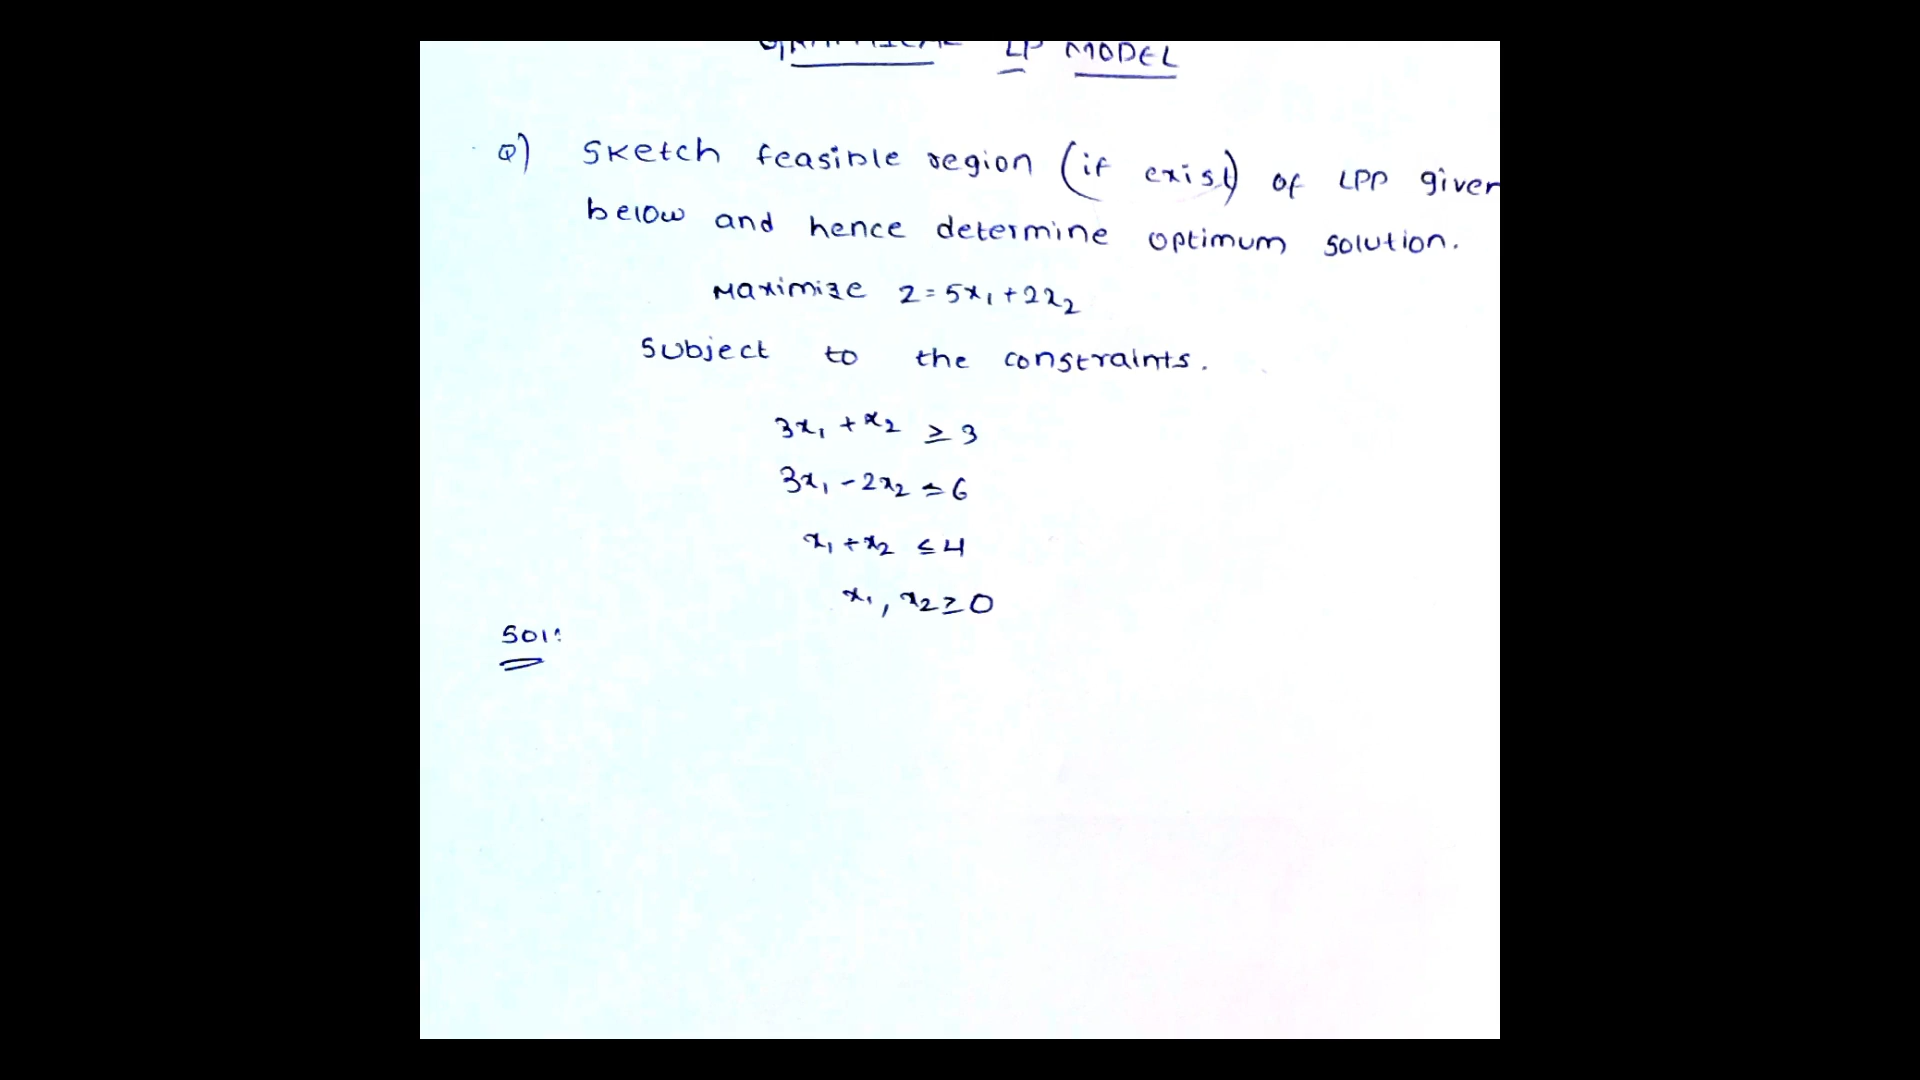 GRAPHICAL LP MODEL
Q) Sketch feasible region (if exist) of LPP given
below and hence determine optimum solution.
Maximize Z=5x₁+2x₂
Subject to the constraints.
3x₁+x₂ ≥ 3
3x₁-2x₂ ≤ 6
x₁+x₂ ≤ 4
x₁, x₂ ≥ 0
Sol: